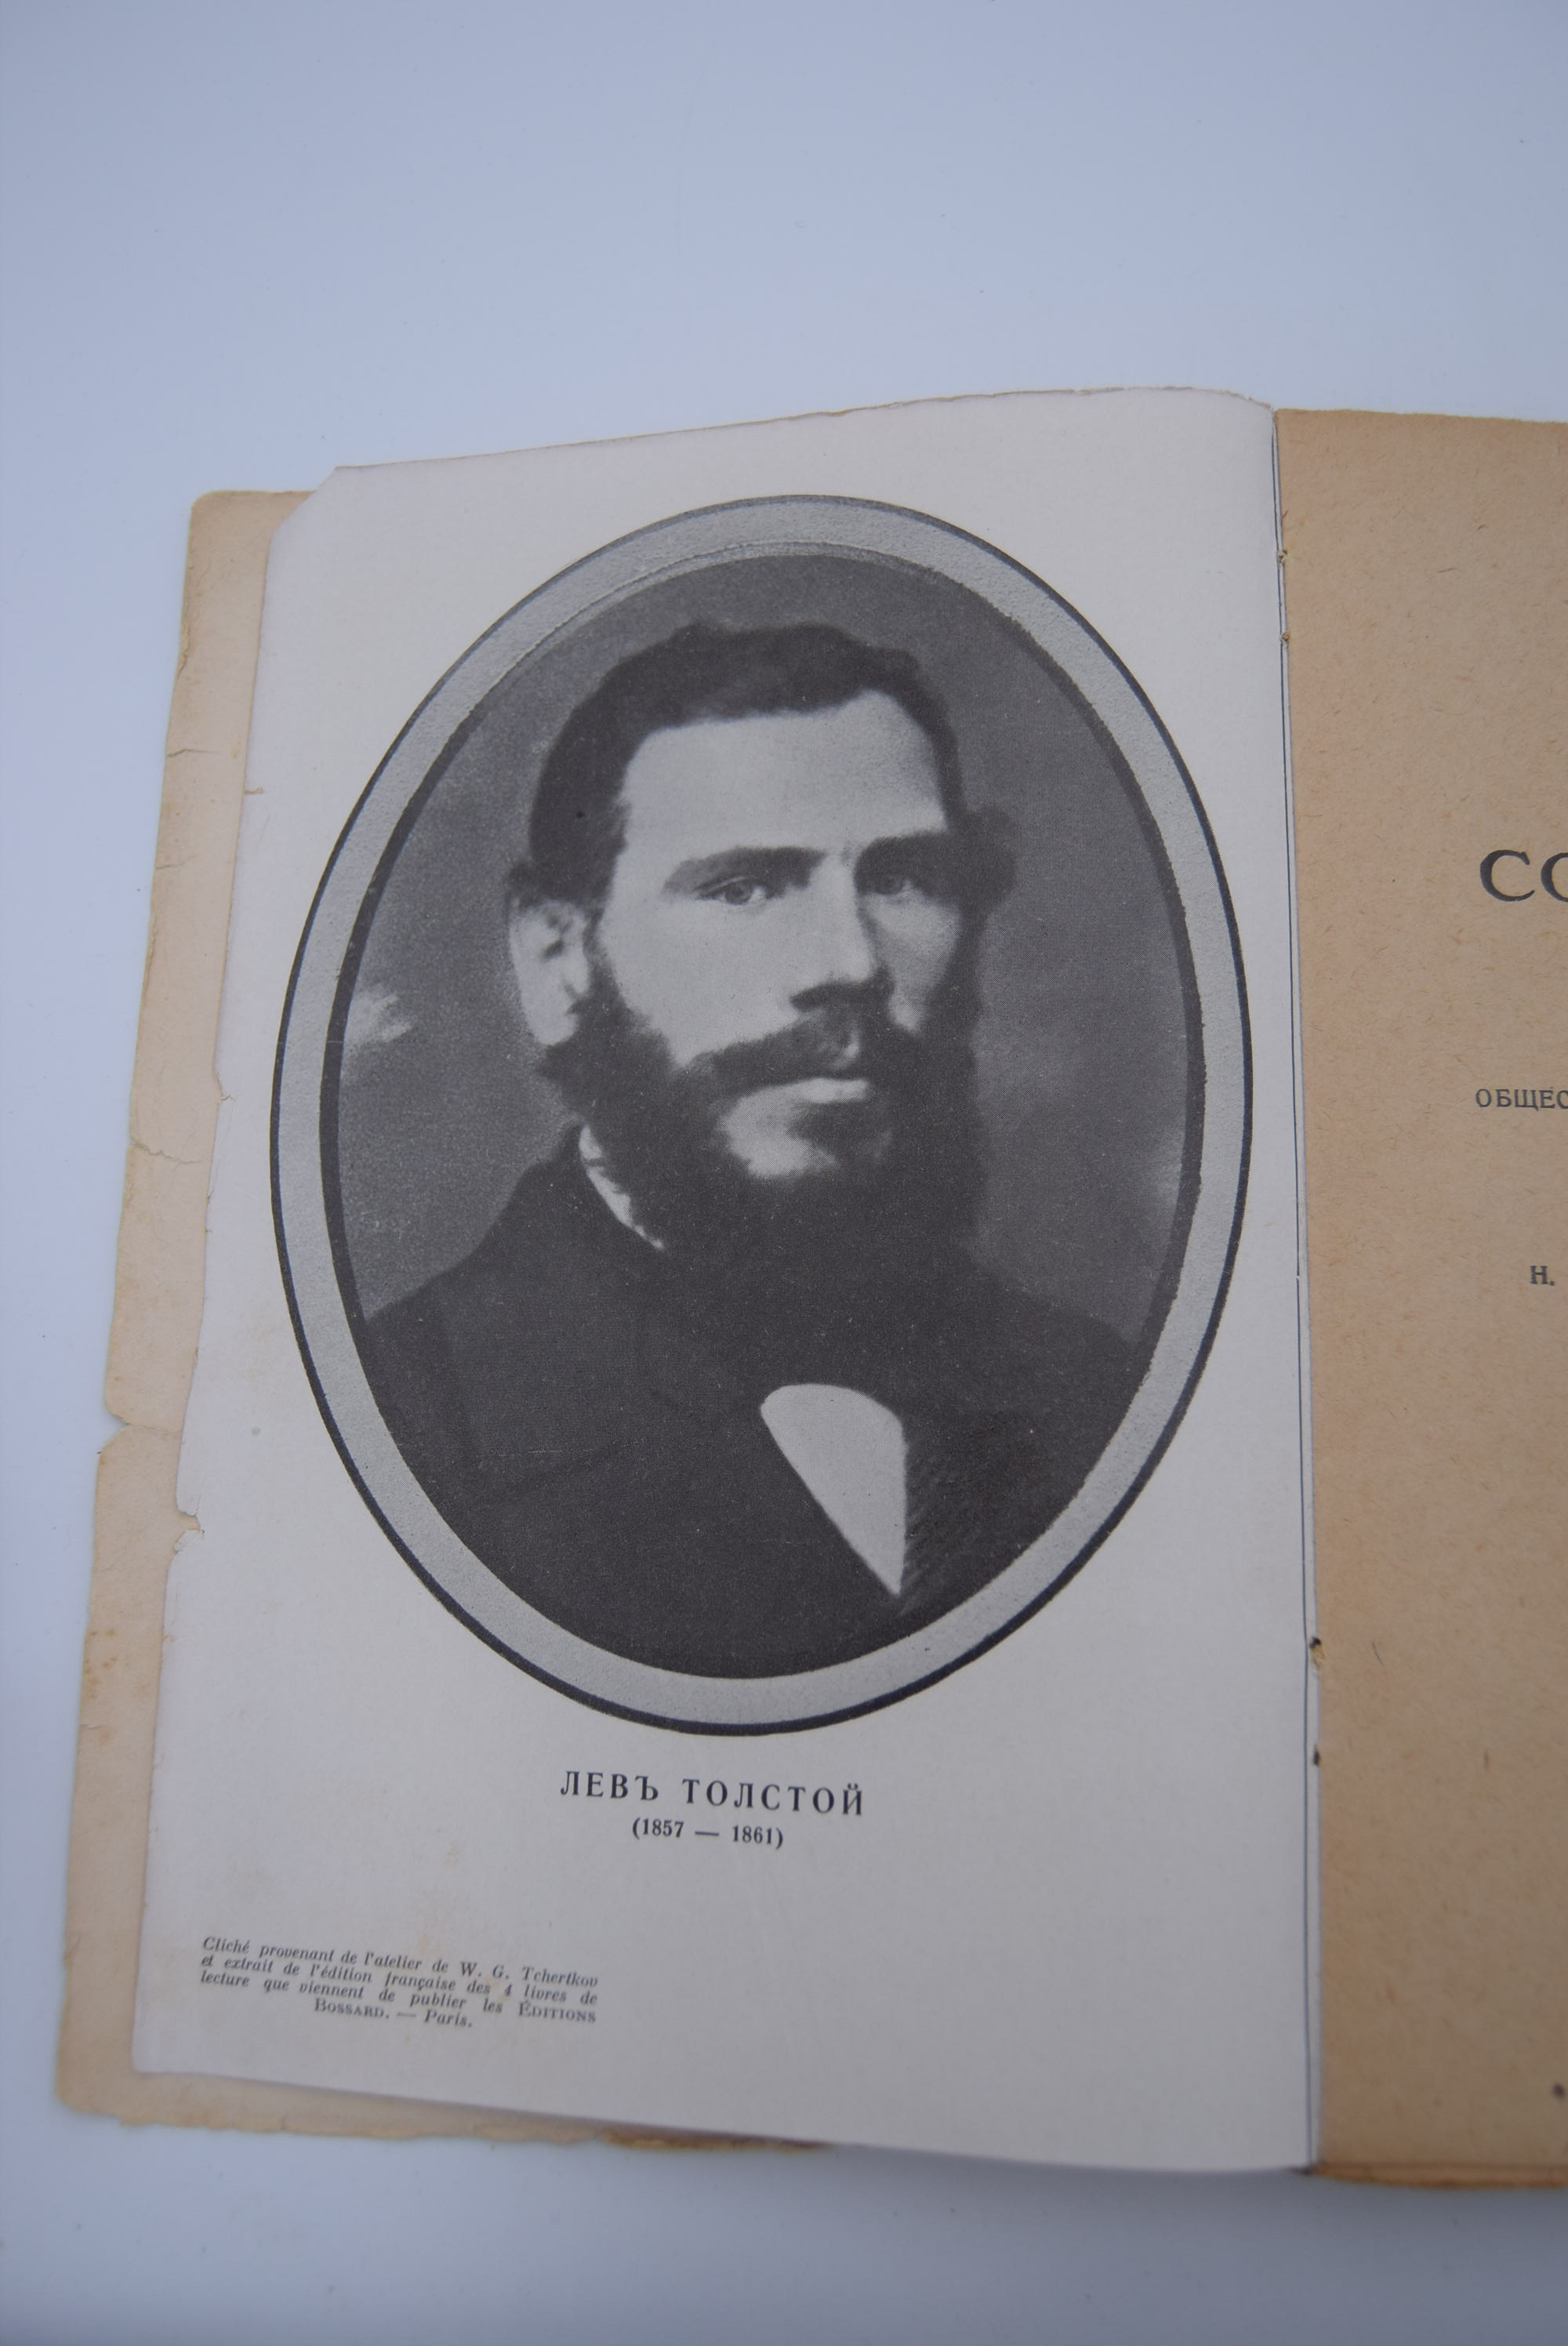 ЛЕВЪ ТОЛСТОЙ
(1857 — 1861)
Cliché provenant de l'atelier de W. G. Tchertkov
et extrait de l'édition française des 4 livres de
lecture que viennent de publier les ÉDITIONS
BOSSARD. — Paris.
СО
ОБЩЕС
Н.